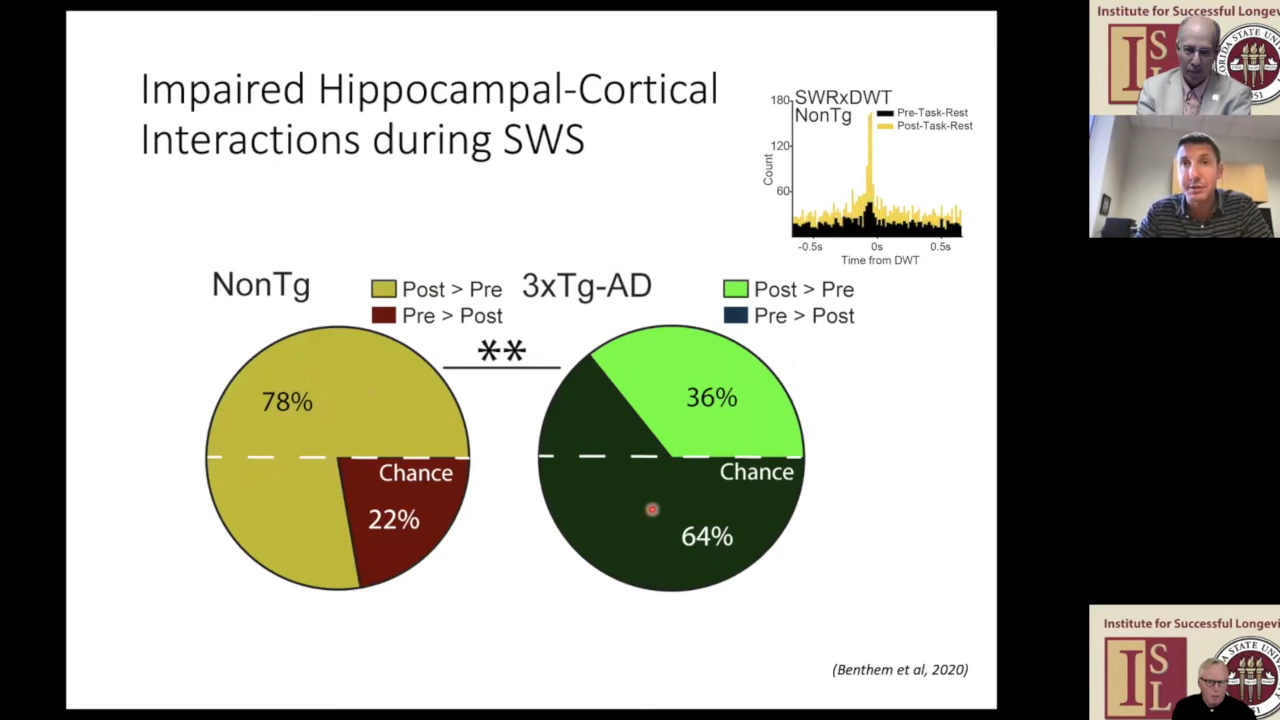 Impaired Hippocampal-Cortical
Interactions during SWS
SWRxDWT
NonTg
Pre-Task-Rest
Post-Task-Rest
180
120
60
Count
-0.5s
0s
0.5s
Time from DWT
NonTg
Post > Pre
Pre > Post
3xTg-AD
Post > Pre
Pre > Post
**
78%
Chance
22%
36%
Chance
64%
(Benthem et al, 2020)
Institute for Successful Longev
I S L
Institute for Successful Longevi
I S L